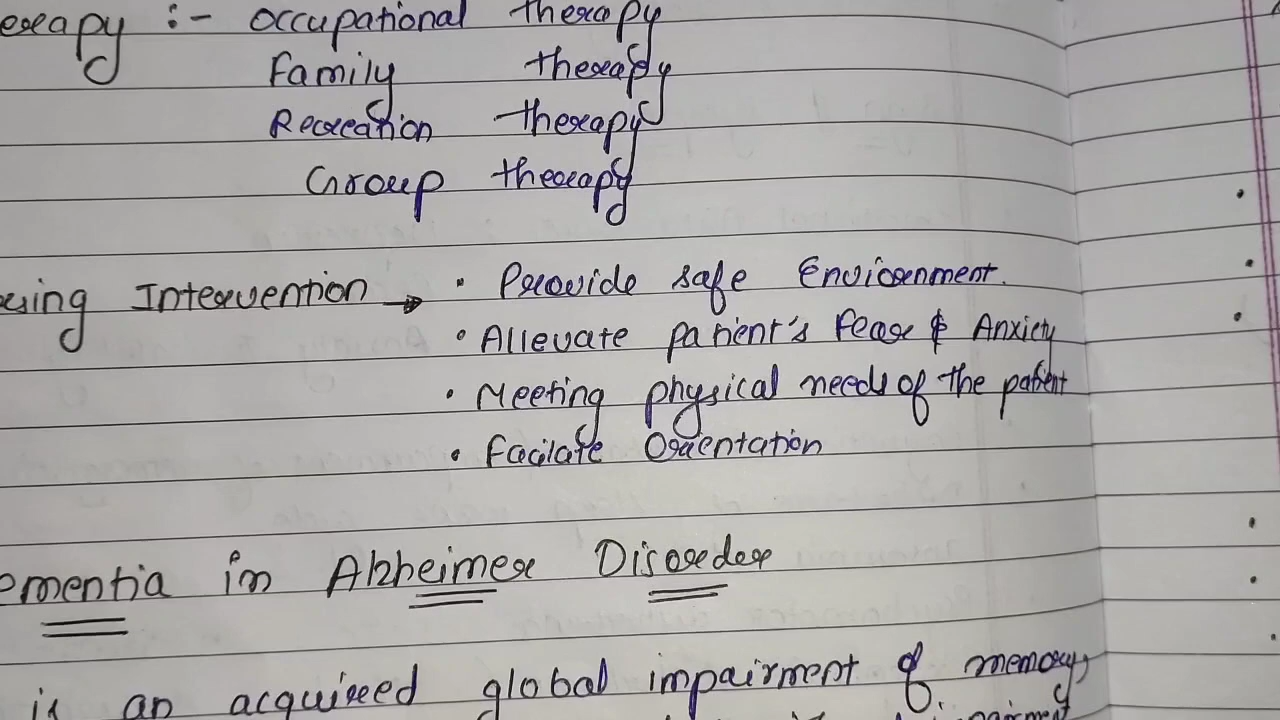 erapy :- Occupational therapy
Family therapy
Recreation therapy
Group therapy
sing Intervention → • Provide safe Environment.
• Allevate patient's Fear & Anxiety
• Meeting physical needs of the patient
• Facilate Orientation
ementia in Alzheimer Disorder
is an acquired global impairment of memory,